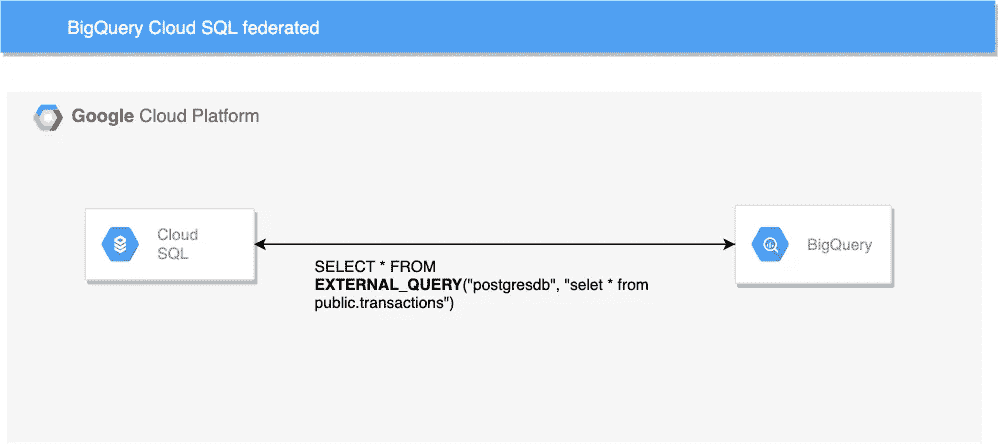 BigQuery Cloud SQL federated
Google Cloud Platform
Cloud
SQL
BigQuery
SELECT * FROM
EXTERNAL_QUERY("postgresdb", "selet * from
public.transactions")